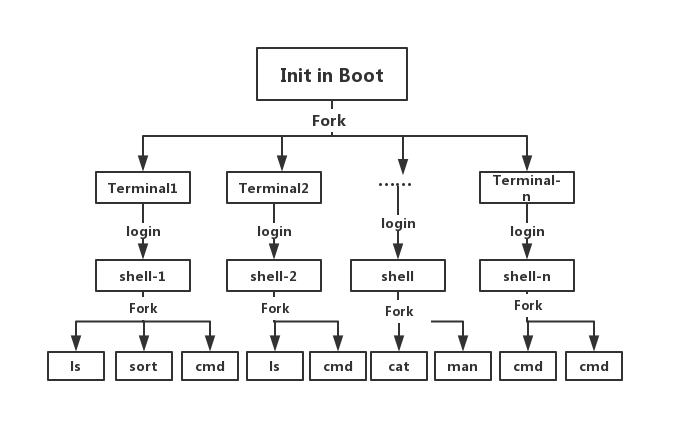 Init in Boot
Fork
Terminal1
Terminal2
······
Terminal-
n
login
login
login
login
shell-1
shell-2
shell
shell-n
Fork
Fork
Fork
Fork
ls
sort
cmd
ls
cmd
cat
man
cmd
cmd